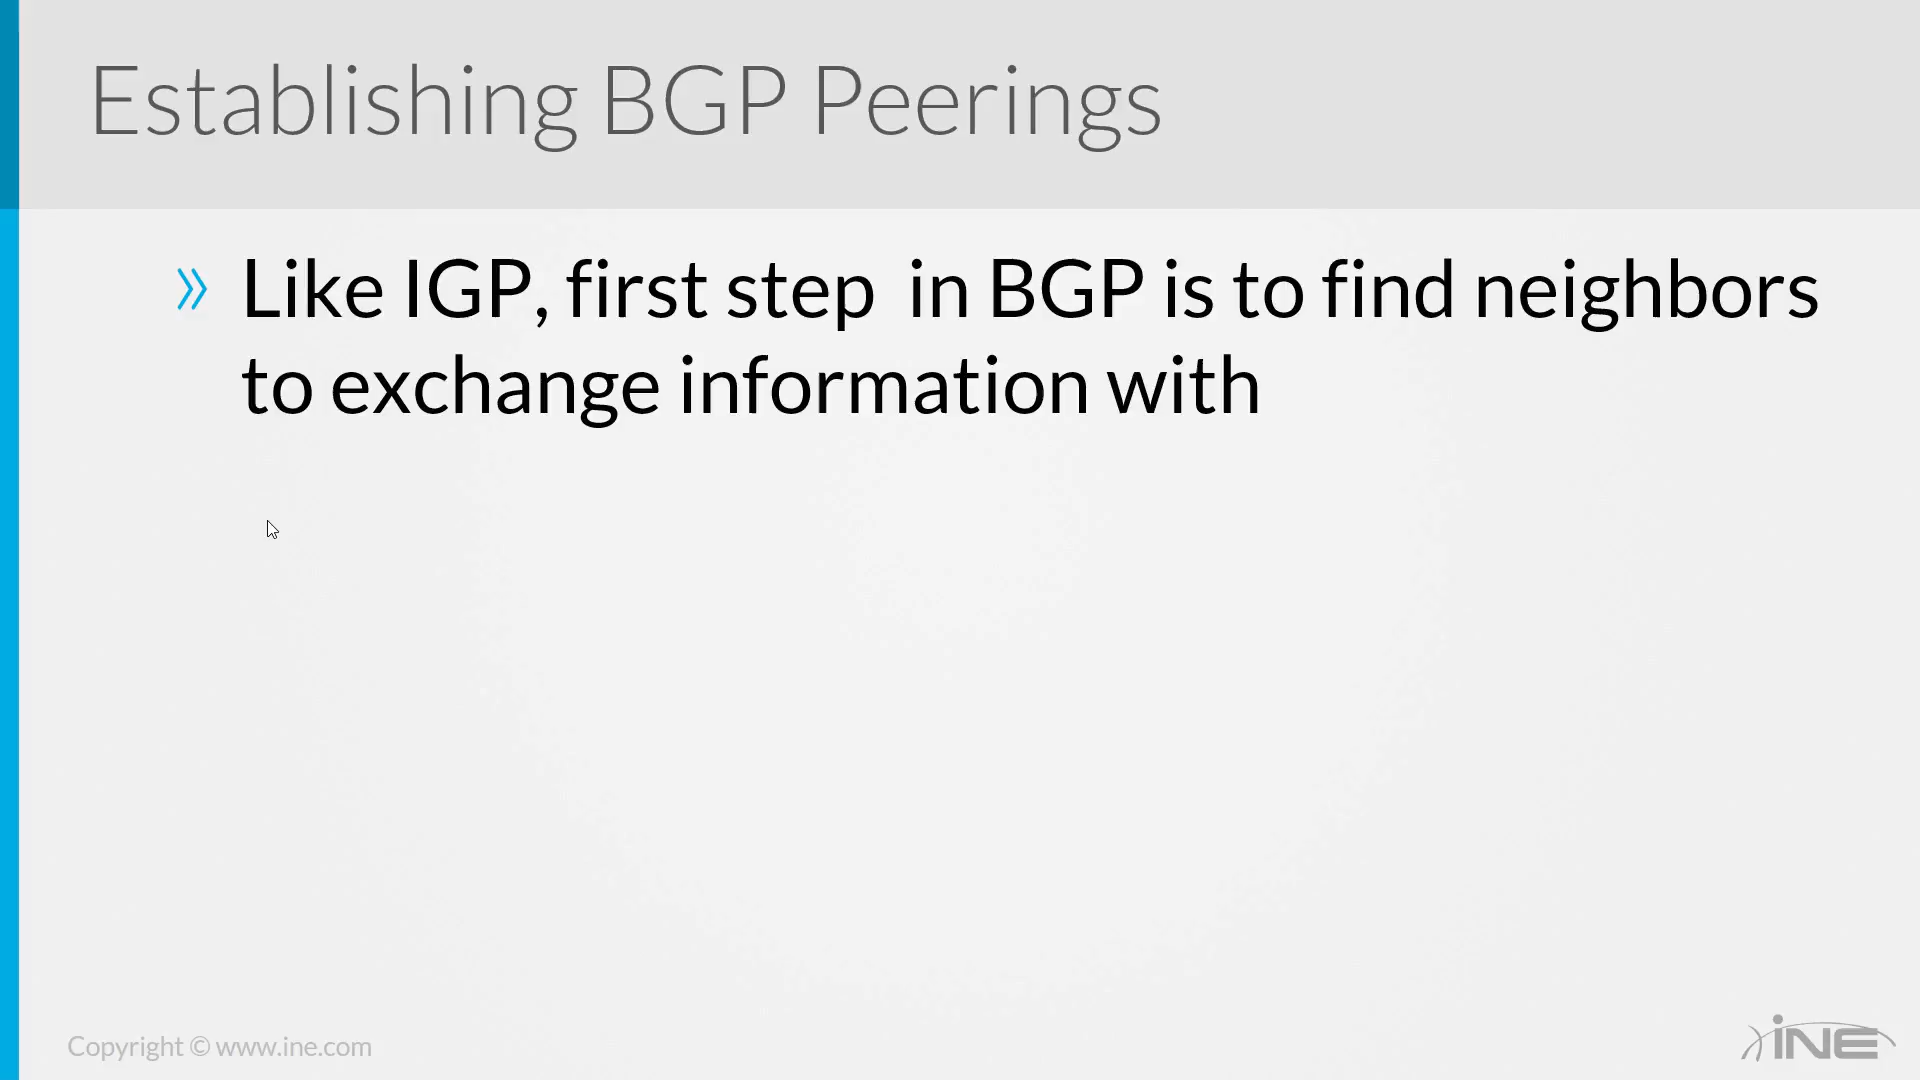 Establishing BGP Peerings
» Like IGP, first step  in BGP is to find neighbors
to exchange information with
Copyright © www.ine.com
iNE